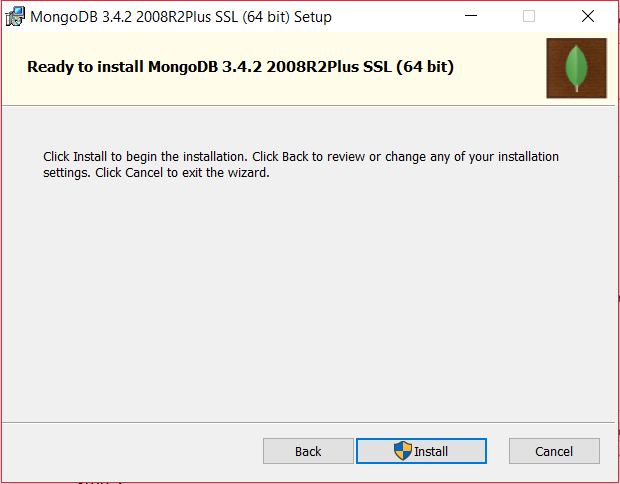 MongoDB 3.4.2 2008R2Plus SSL (64 bit) Setup
Ready to install MongoDB 3.4.2 2008R2Plus SSL (64 bit)
Click Install to begin the installation. Click Back to review or change any of your installation
settings. Click Cancel to exit the wizard.
Back
Install
Cancel